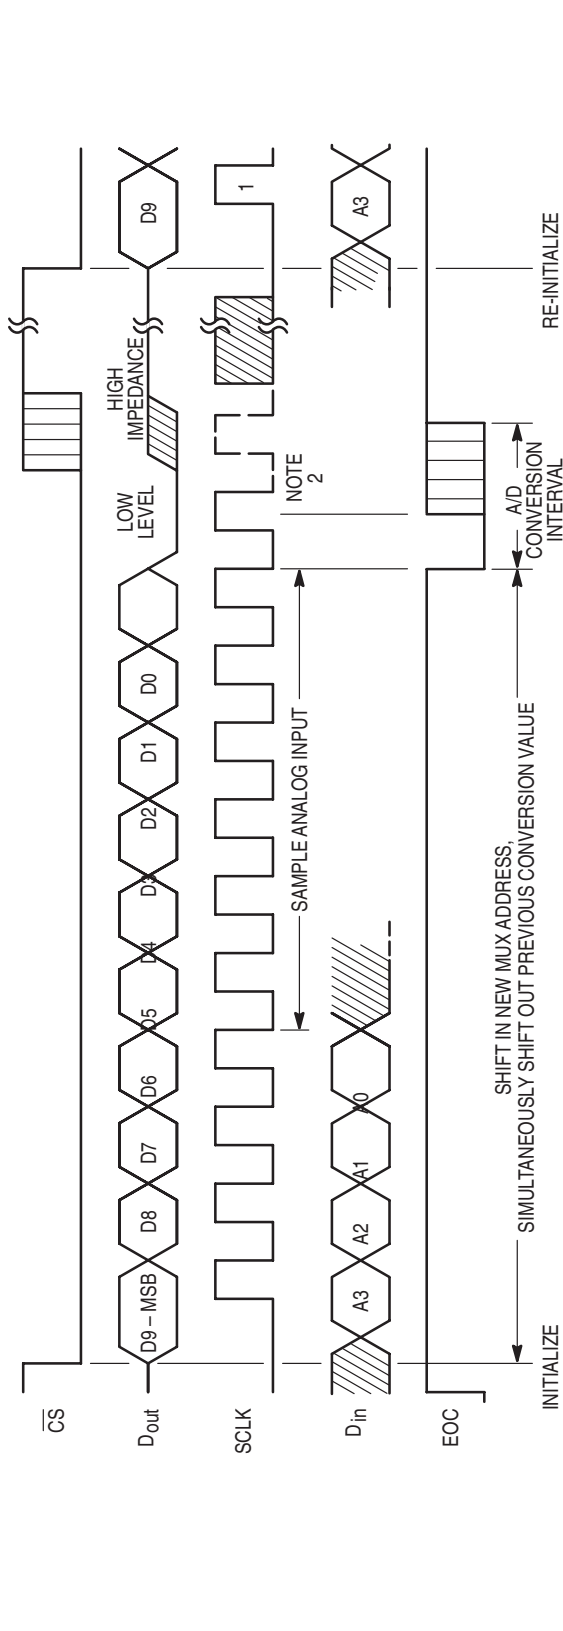 CS
Dout
D9 – MSB
D8
D7
D6
D5
D4
D3
D2
D1
D0
LOW
LEVEL
HIGH
IMPEDANCE
D9
SCLK
1
SAMPLE ANALOG INPUT
NOTE
2
Din
A3
A2
A1
A0
A3
EOC
SHIFT IN NEW MUX ADDRESS,
SIMULTANEOUSLY SHIFT OUT PREVIOUS CONVERSION VALUE
A/D
CONVERSION
INTERVAL
INITIALIZE
RE-INITIALIZE